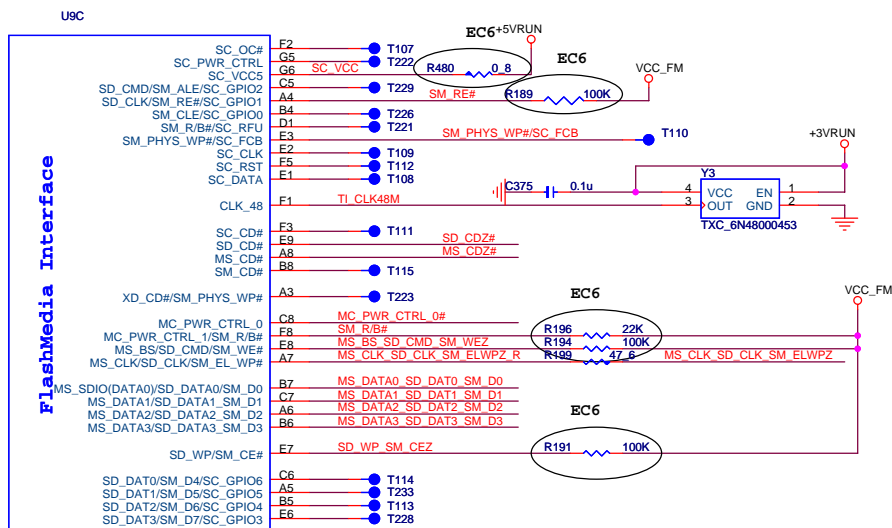 U9C
FlashMedia Interface
SC_OC# F2 T107
SC_PWR_CTRL G5 T222
SC_VCC5 G6 SC_VCC R480 0_8 EC6 +5VRUN
SD_CMD/SM_ALE/SC_GPIO2 C5 T229
SD_CLK/SM_RE#/SC_GPIO1 A4 SM_RE# R189 100K EC6 VCC_FM
SM_CLE/SC_GPIO0 B4 T226
SM_R/B#/SC_RFU D1 T221
SM_PHYS_WP#/SC_FCB E3 SM_PHYS_WP#/SC_FCB T110
SC_CLK E2 T109
SC_RST F5 T112
SC_DATA E1 T108
+3VRUN
C375 0.1u
Y3
4 VCC EN 1
3 OUT GND 2
TXC_6N48000453
CLK_48 F1 TI_CLK48M
SC_CD# F3 T111
SD_CD# E9 SD_CDZ#
MS_CD# A8 MS_CDZ#
SM_CD# B8 T115
XD_CD#/SM_PHYS_WP# A3 T223
EC6 VCC_FM
MC_PWR_CTRL_0 C8 MC_PWR_CTRL_0#
MC_PWR_CTRL_1/SM_R/B# F8 SM_R/B# R196 22K
MS_BS/SD_CMD/SM_WE# E8 MS_BS_SD_CMD_SM_WEZ R194 100K
MS_CLK/SD_CLK/SM_EL_WP# A7 MS_CLK_SD_CLK_SM_ELWPZ_R R199 47_6 MS_CLK_SD_CLK_SM_ELWPZ
MS_SDIO(DATA0)/SD_DATA0/SM_D0 B7 MS_DATA0_SD_DAT0_SM_D0
MS_DATA1/SD_DATA1_SM_D1 C7 MS_DATA1_SD_DAT1_SM_D1
MS_DATA2/SD_DATA2_SM_D2 A6 MS_DATA2_SD_DAT2_SM_D2
MS_DATA3/SD_DATA3_SM_D3 B6 MS_DATA3_SD_DAT3_SM_D3
EC6
SD_WP/SM_CE# E7 SD_WP_SM_CEZ R191 100K
SD_DAT0/SM_D4/SC_GPIO6 C6 T114
SD_DAT1/SM_D5/SC_GPIO5 A5 T233
SD_DAT2/SM_D6/SC_GPIO4 B5 T113
SD_DAT3/SM_D7/SC_GPIO3 E6 T228